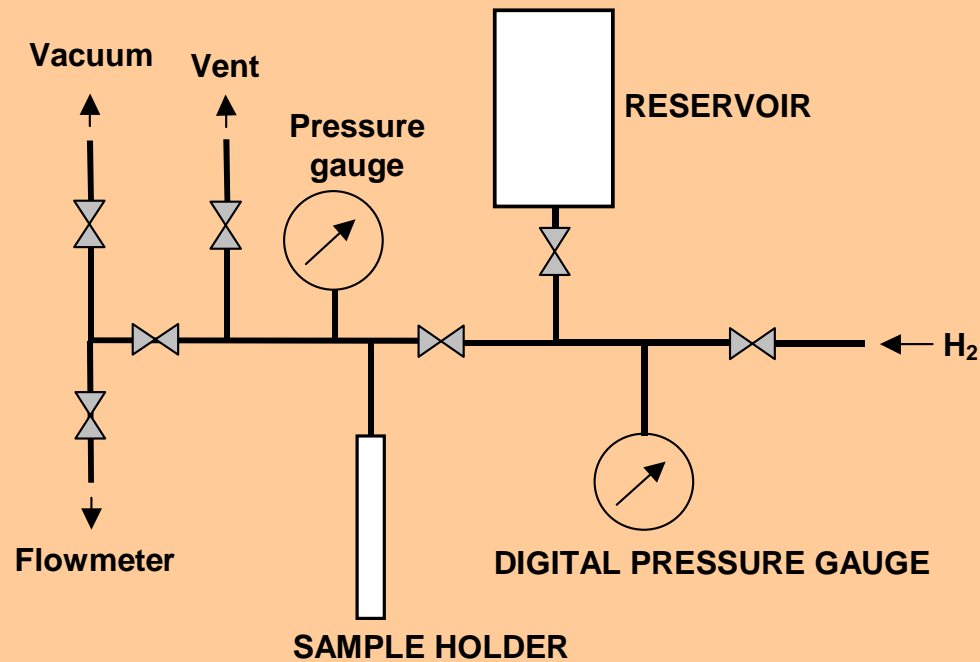 Vacuum
Vent
Pressure
gauge
RESERVOIR
H₂
Flowmeter
DIGITAL PRESSURE GAUGE
SAMPLE HOLDER